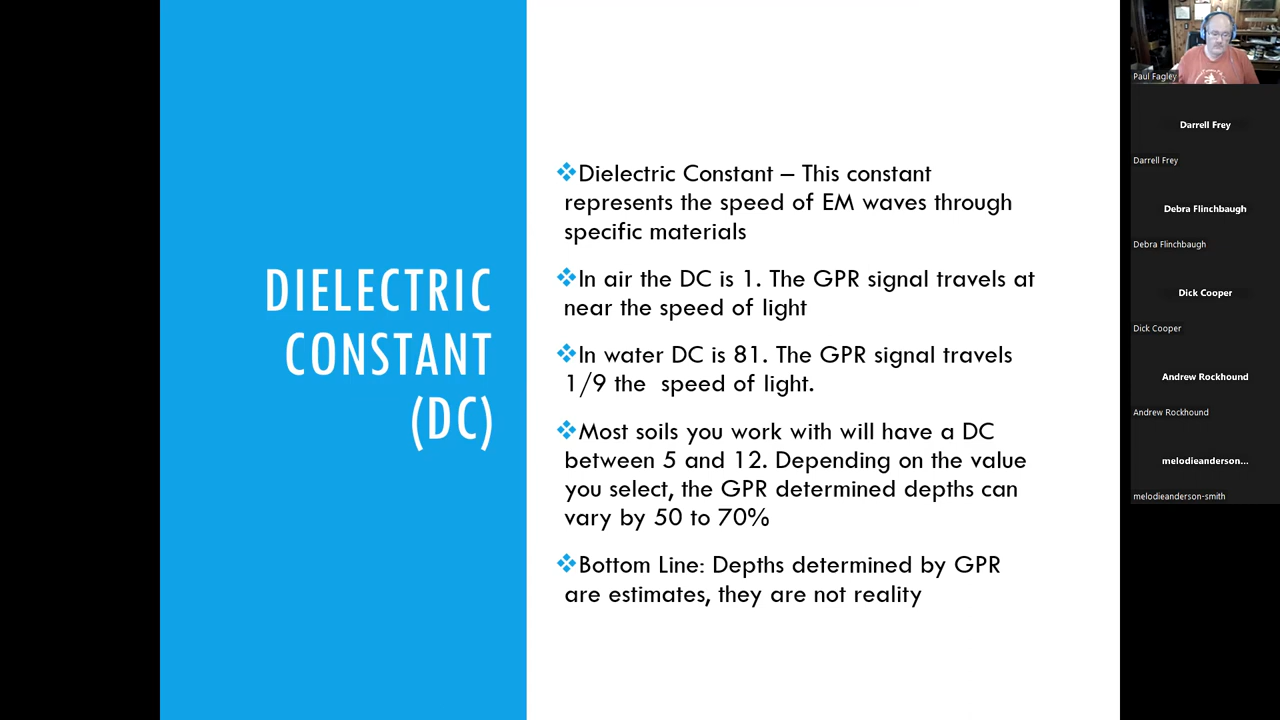 DIELECTRIC
CONSTANT
(DC)
❖Dielectric Constant – This constant
represents the speed of EM waves through
specific materials
❖In air the DC is 1. The GPR signal travels at
near the speed of light
❖In water DC is 81. The GPR signal travels
1/9 the  speed of light.
❖Most soils you work with will have a DC
between 5 and 12. Depending on the value
you select, the GPR determined depths can
vary by 50 to 70%
❖Bottom Line: Depths determined by GPR
are estimates, they are not reality
Paul Fagley
Darrell Frey
Darrell Frey
Debra Flinchbaugh
Debra Flinchbaugh
Dick Cooper
Dick Cooper
Andrew Rockhound
Andrew Rockhound
melodieanderson...
melodieanderson-smith